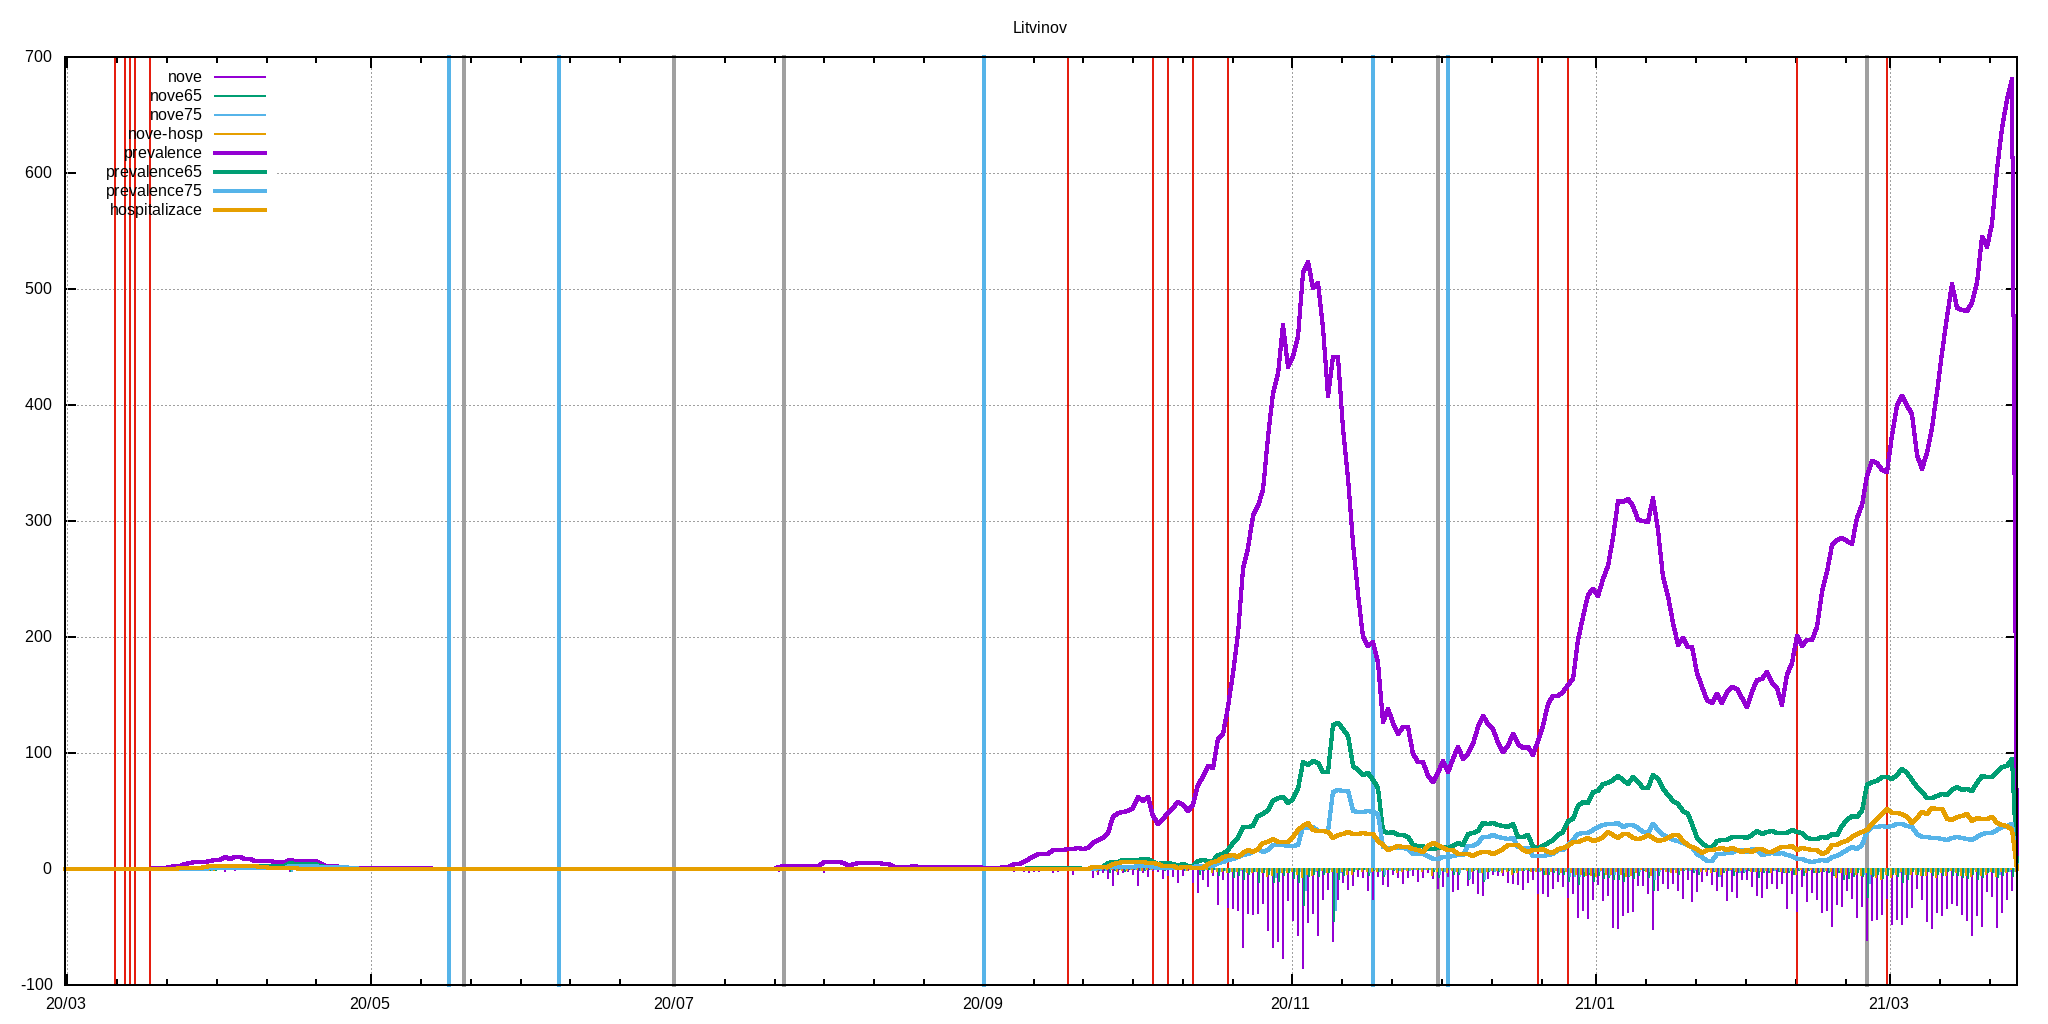 Litvinov
700
600
500
400
300
200
100
0
-100
nove
nove65
nove75
nove-hosp
prevalence
prevalence65
prevalence75
hospitalizace
20/03 20/05 20/07 20/09 20/11 21/01 21/03